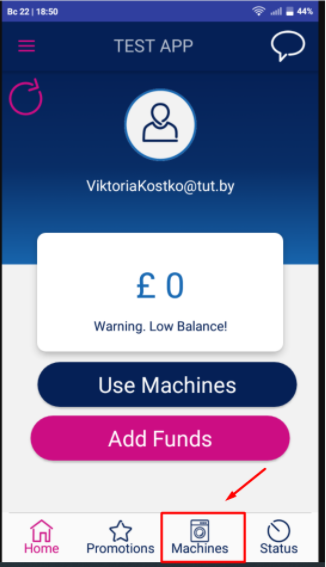 Вс 22 | 18:50
44%
TEST APP
ViktoriaKostko@tut.by
£ 0
Warning. Low Balance!
Use Machines
Add Funds
Home
Promotions
Machines
Status